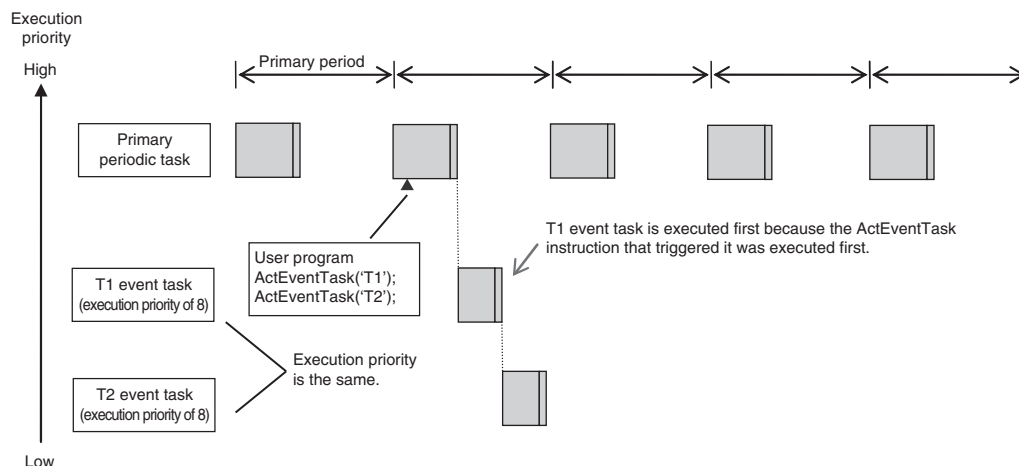 Execution
priority
High
Primary period
Primary
periodic task
T1 event task is executed first because the ActEventTask
instruction that triggered it was executed first.
User program
ActEventTask(‘T1’);
ActEventTask(‘T2’);
T1 event task
(execution priority of 8)
Execution priority
is the same.
T2 event task
(execution priority of 8)
Low